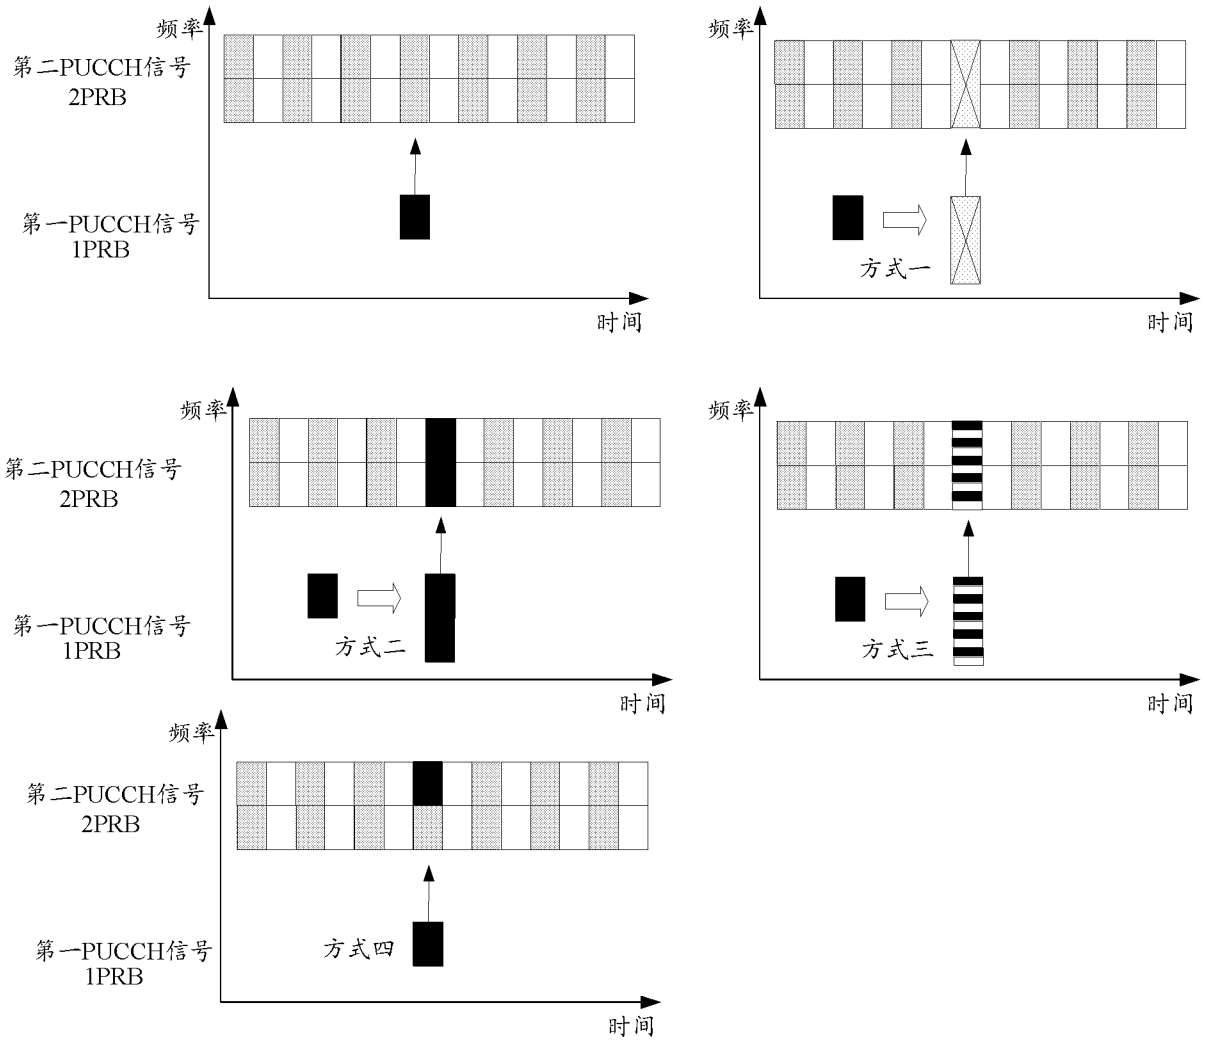 频率
第二PUCCH信号
2PRB
第一PUCCH信号
1PRB
时间
频率
方式一
时间
频率
第二PUCCH信号
2PRB
第一PUCCH信号
1PRB
方式二
时间
频率
方式三
时间
频率
第二PUCCH信号
2PRB
第一PUCCH信号
1PRB
方式四
时间